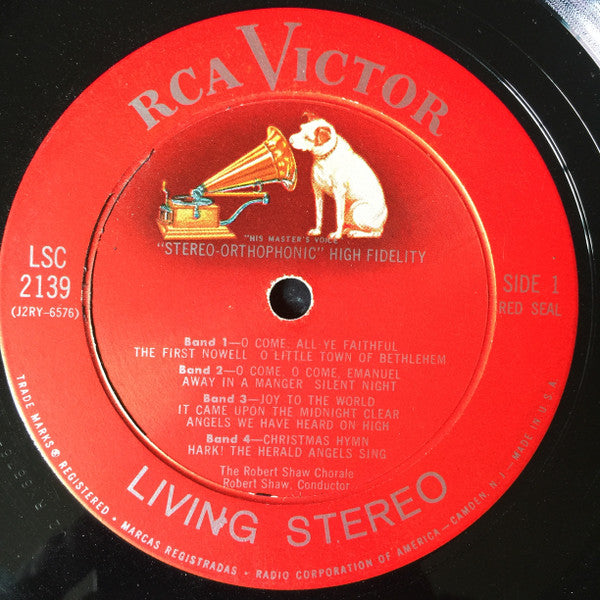 RCA VICTOR
"HIS MASTER'S VOICE"
"STEREO-ORTHOPHONIC" HIGH FIDELITY
LSC
2139
(J2RY-6576)
SIDE 1
RED SEAL
Band 1—O COME, ALL YE FAITHFUL
THE FIRST NOWELL O LITTLE TOWN OF BETHLEHEM
Band 2—O COME, O COME, EMANUEL
AWAY IN A MANGER SILENT NIGHT
Band 3—JOY TO THE WORLD
IT CAME UPON THE MIDNIGHT CLEAR
ANGELS WE HAVE HEARD ON HIGH
Band 4—CHRISTMAS HYMN
HARK! THE HERALD ANGELS SING
The Robert Shaw Chorale
Robert Shaw, Conductor
LIVING STEREO
TRADE MARKS® REGISTERED • MARCAS REGISTRADAS • RADIO CORPORATION OF AMERICA—CAMDEN, N.J.—MADE IN U.S.A.